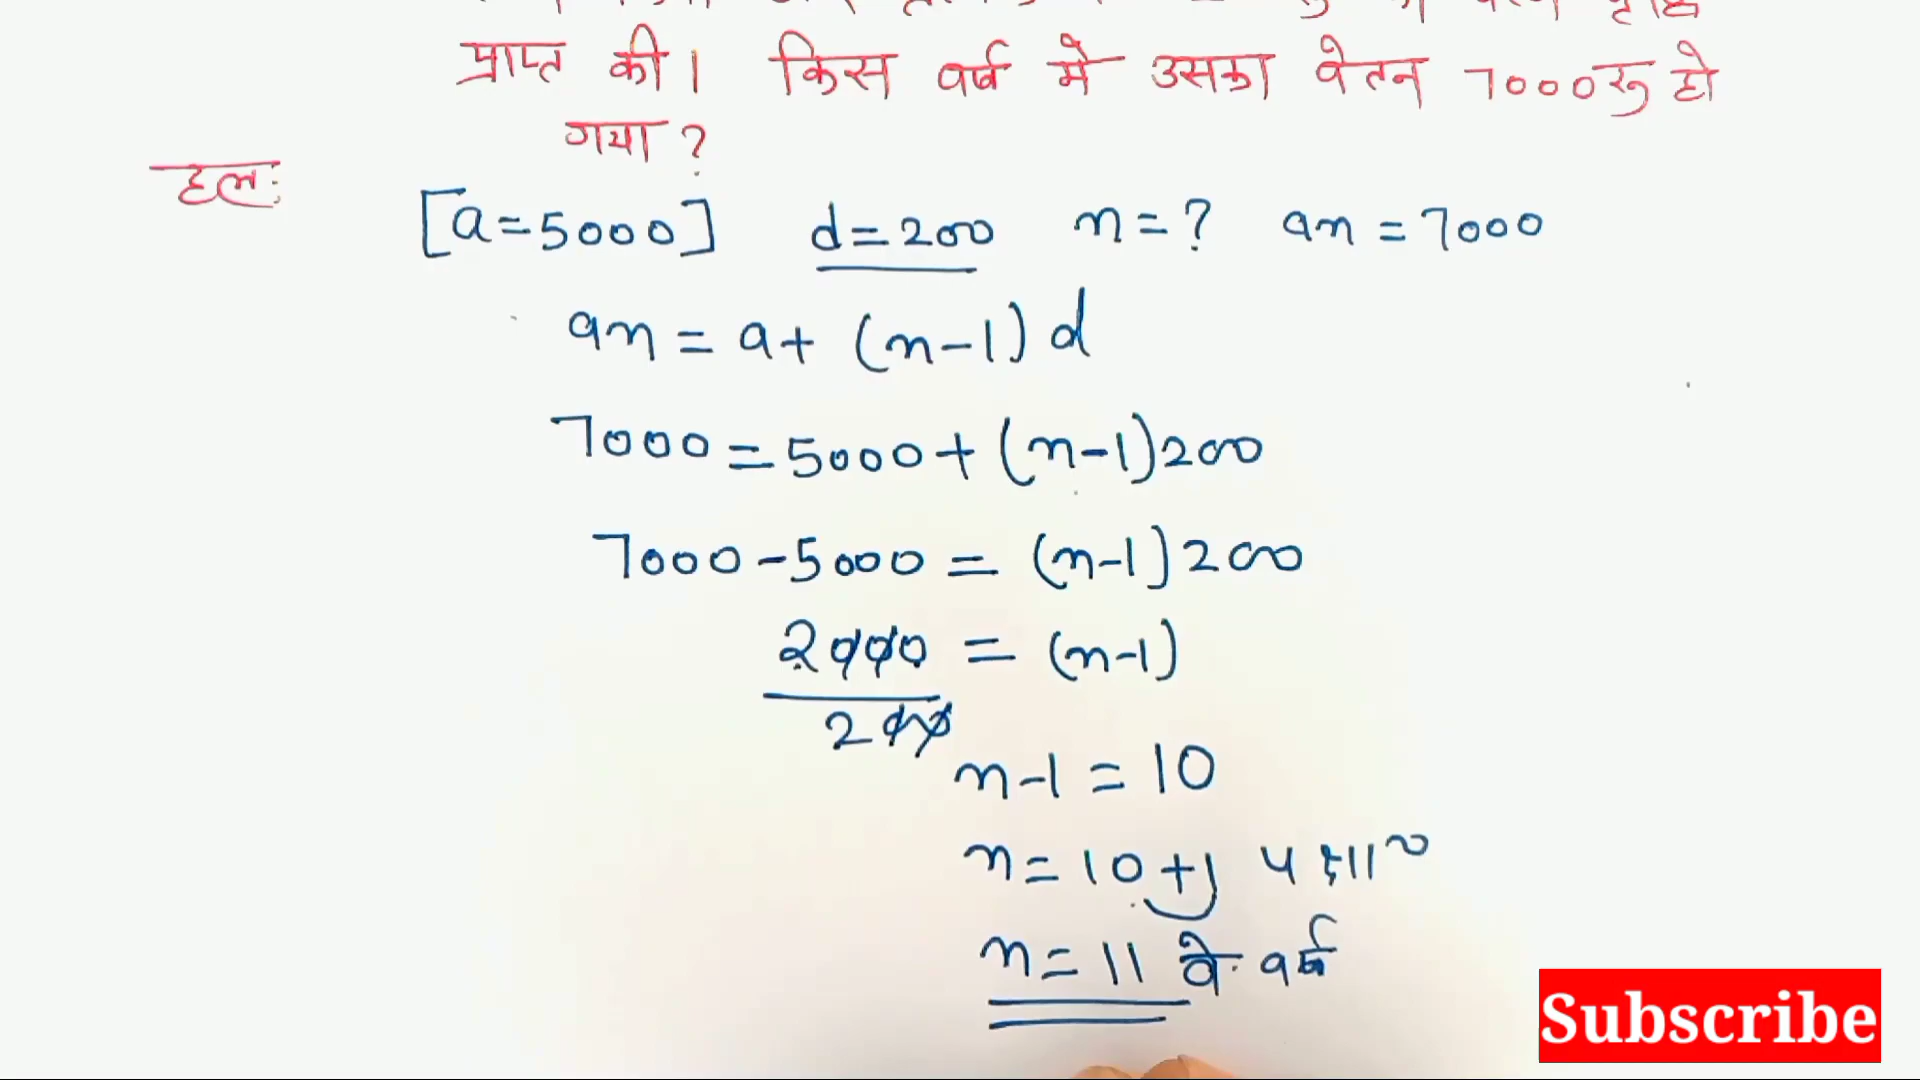 प्राप्त की। किस वर्ष मे उसका वेतन 7000रू हो
गया ?
हल:
[a=5000] d=200 n=? an=7000
an = a+ (n-1) d
7000 = 5000+(n-1)200
7000-5000 = (n-1)200
2000 = (n-1)
200
n-1 = 10
n=10+1
n=11 वे वर्ष
Subscribe